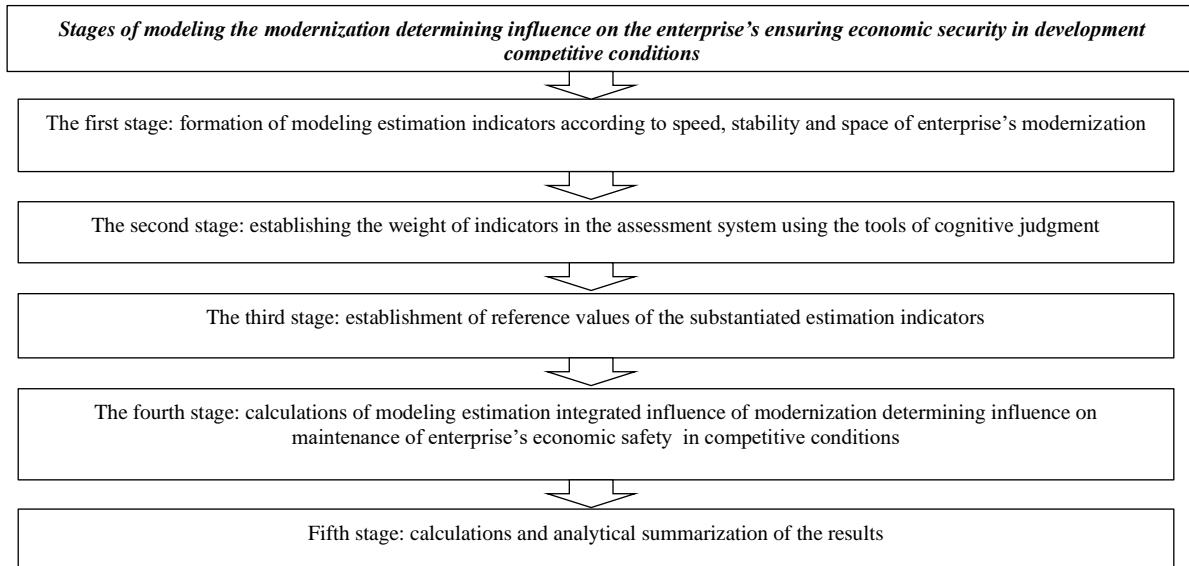 Stages of modeling the modernization determining influence on the enterprise's ensuring economic security in development
competitive conditions
The first stage: formation of modeling estimation indicators according to speed, stability and space of enterprise's modernization
The second stage: establishing the weight of indicators in the assessment system using the tools of cognitive judgment
The third stage: establishment of reference values of the substantiated estimation indicators
The fourth stage: calculations of modeling estimation integrated influence of modernization determining influence on
maintenance of enterprise's economic safety in competitive conditions
Fifth stage: calculations and analytical summarization of the results